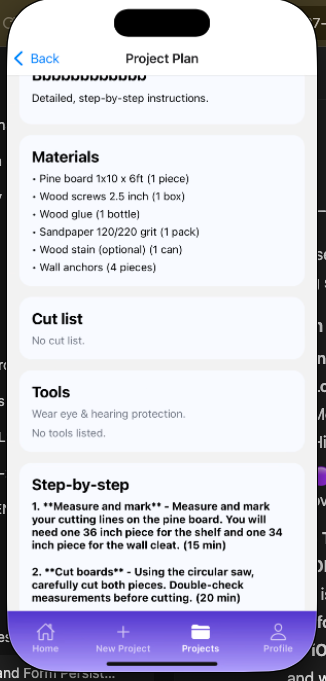 Back
Project Plan
Bbbbbbbbbbb
Detailed, step-by-step instructions.
Materials
• Pine board 1x10 x 6ft (1 piece)
• Wood screws 2.5 inch (1 box)
• Wood glue (1 bottle)
• Sandpaper 120/220 grit (1 pack)
• Wood stain (optional) (1 can)
• Wall anchors (4 pieces)
Cut list
No cut list.
Tools
Wear eye & hearing protection.
No tools listed.
Step-by-step
1. **Measure and mark** - Measure and mark
your cutting lines on the pine board. You will
need one 36 inch piece for the shelf and one 34
inch piece for the wall cleat. (15 min)
2. **Cut boards** - Using the circular saw,
carefully cut both pieces. Double-check
measurements before cutting. (20 min)
Home
New Project
Projects
Profile
and Form Persist...